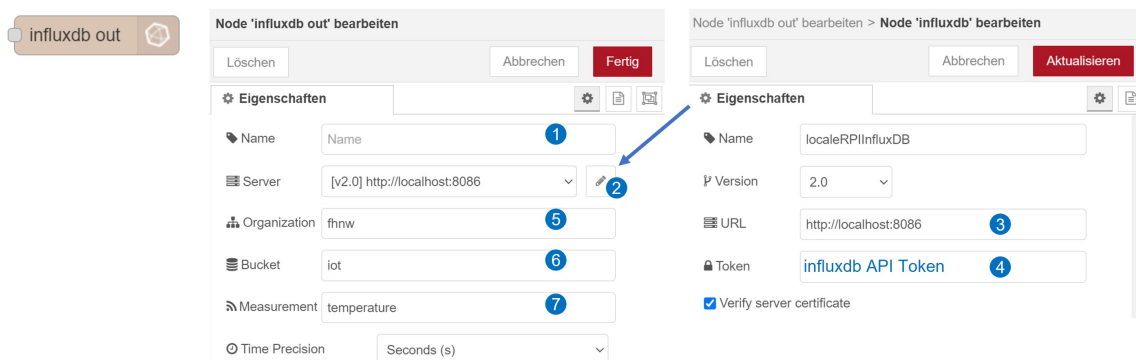 influxdb out
Node 'influxdb out' bearbeiten
Löschen
Abbrechen
Fertig
Eigenschaften
Name
Name
1
Server
[v2.0] http://localhost:8086
2
Organization
fhnw
5
Bucket
iot
6
Measurement
temperature
7
Time Precision
Seconds (s)
Node 'influxdb out' bearbeiten > Node 'influxdb' bearbeiten
Löschen
Abbrechen
Aktualisieren
Eigenschaften
Name
localeRPIInfluxDB
Version
2.0
URL
http://localhost:8086
3
Token
influxdb API Token
4
Verify server certificate